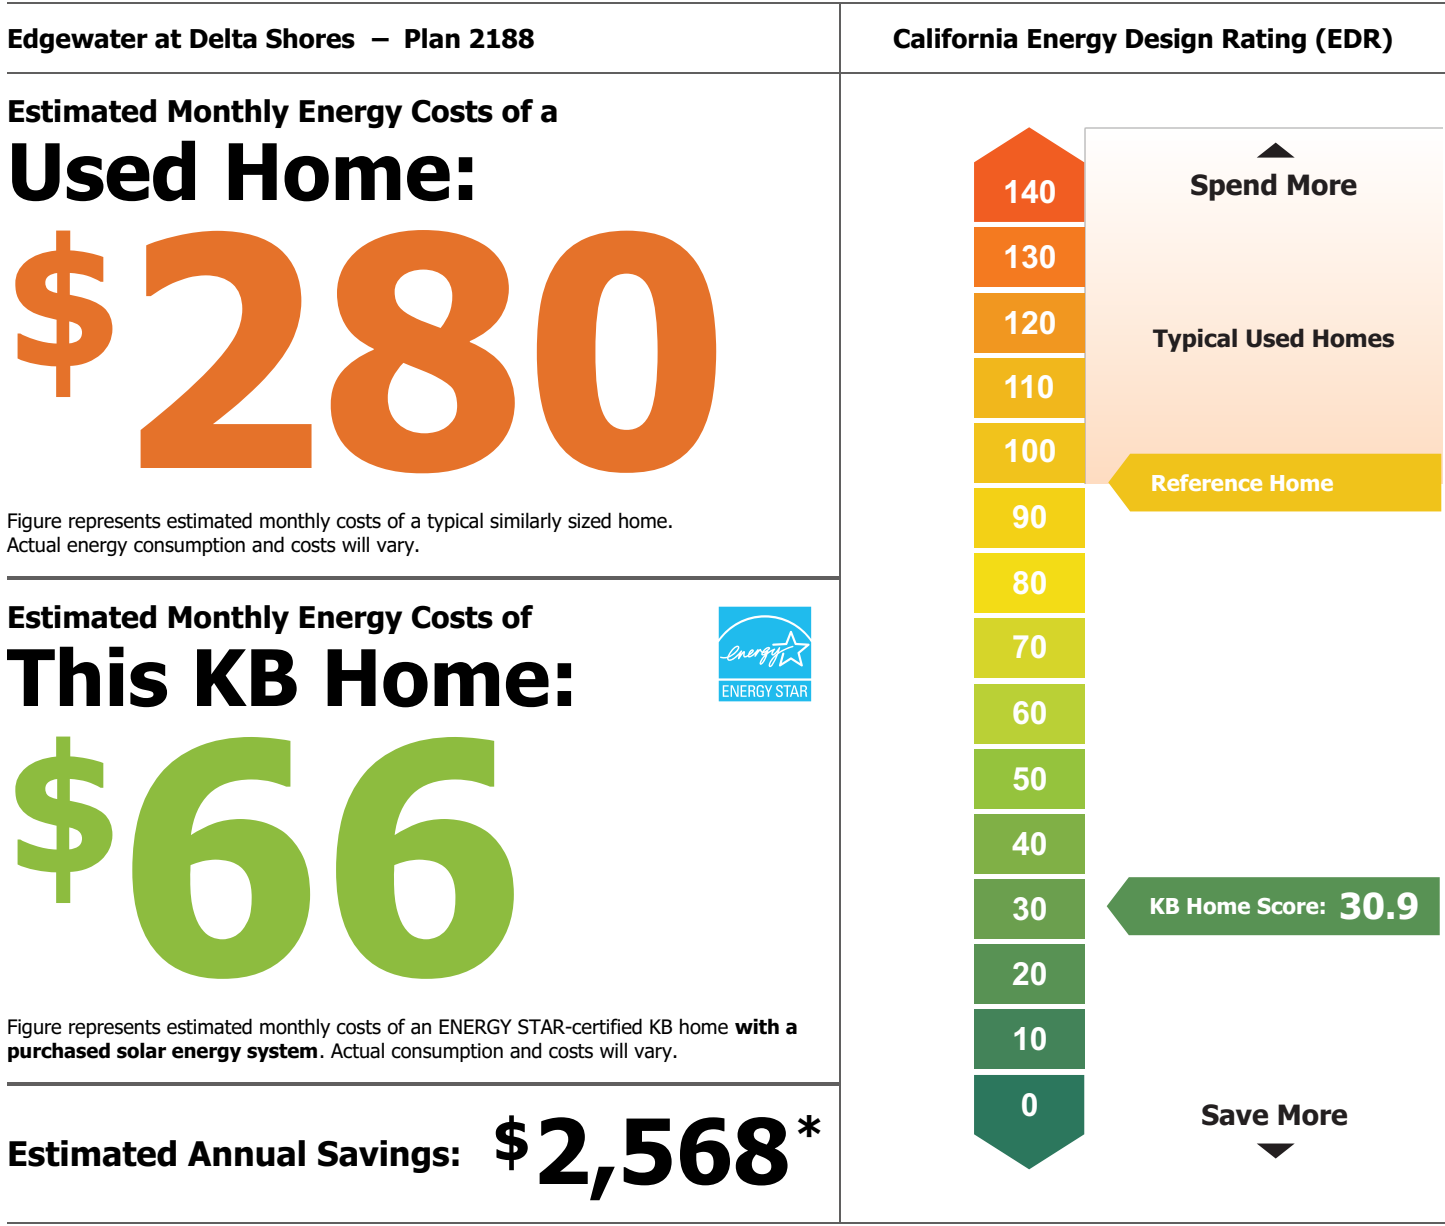 Edgewater at Delta Shores – Plan 2188
Estimated Monthly Energy Costs of a
Used Home:
$280
Figure represents estimated monthly costs of a typical similarly sized home.
Actual energy consumption and costs will vary.
Estimated Monthly Energy Costs of
This KB Home:
energy
ENERGY STAR
$66
Figure represents estimated monthly costs of an ENERGY STAR-certified KB home with a
purchased solar energy system. Actual consumption and costs will vary.
Estimated Annual Savings: $2,568*
California Energy Design Rating (EDR)
140
Spend More
130
120
Typical Used Homes
110
100
Reference Home
90
80
70
60
50
40
30
KB Home Score: 30.9
20
10
0
Save More